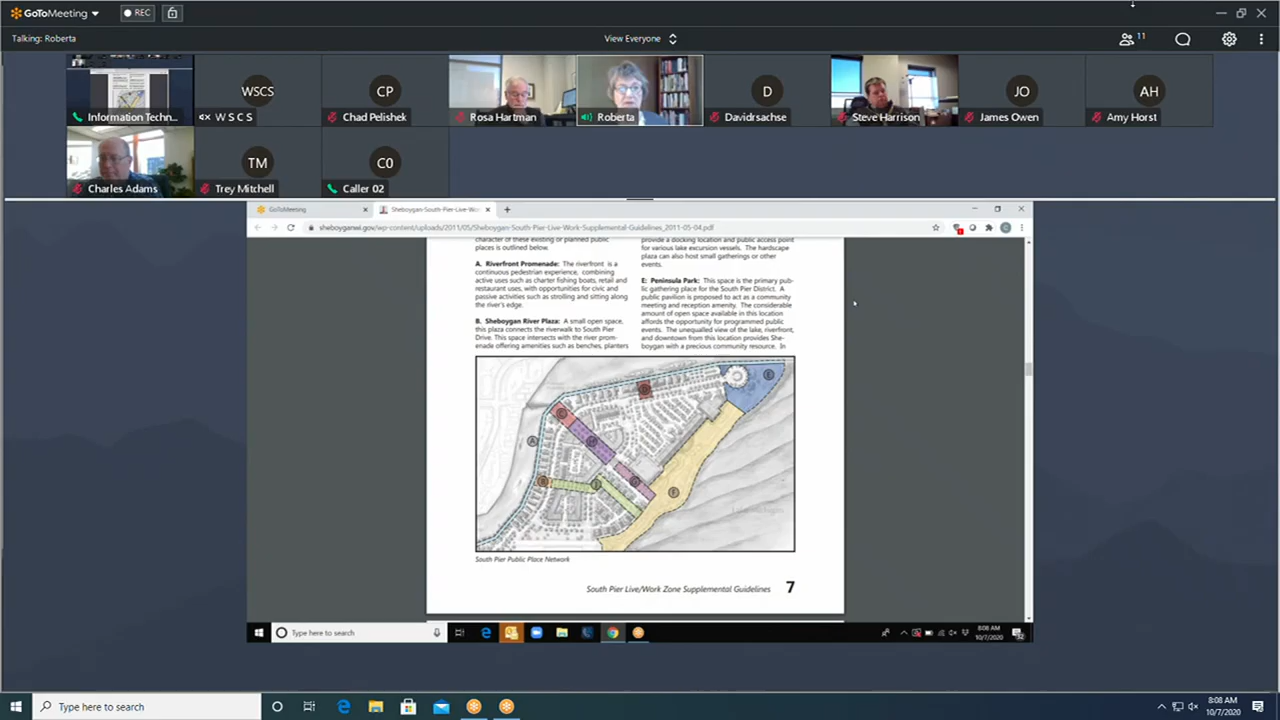 GoToMeeting
REC
Talking: Roberta
View Everyone
11
WSCS
CP
D
JO
AH
Information Techn...
W S C S
Chad Pelishek
Rosa Hartman
Roberta
Davidrsachse
Steve Harrison
James Owen
Amy Horst
TM
C0
Charles Adams
Trey Mitchell
Caller 02
GoToMeeting
Sheboygan-South-Pier-Live-Wo
sheboyganwi.gov/wp-content/uploads/2011/05/Sheboygan-South-Pier-Live-Work-Supplemental-Guidelines_2011-05-04.pdf
character of these existing or planned public
places is outlined below.
A. Riverfront Promenade: The riverfront is a
continuous pedestrian experience, combining
active uses such as charter fishing boats, retail and
restaurant uses, with opportunities for civic and
passive activities such as strolling and sitting along
the river's edge.
B. Sheboygan River Plaza: A small open space,
this plaza connects the riverwalk to South Pier
Drive. This space intersects with the river prom-
enade offering amenities such as benches, planters
provide a docking location and public access point
for various lake excursion vessels. The hardscape
plaza can also host small gatherings or other
events.
E: Peninsula Park: This space is the primary pub-
lic gathering place for the South Pier District. A
public pavilion is proposed to act as a community
meeting and reception amenity. The considerable
amount of open space available in this location
affords the opportunity for programmed public
events. The unequalled view of the lake, riverfront,
and downtown from this location provides She-
boygan with a precious community resource. In
E
D
C
A
B
F
South Pier Public Place Network
South Pier Live/Work Zone Supplemental Guidelines 7
Type here to search
8:08 AM
10/7/2020
Type here to search
8:08 AM
10/7/2020